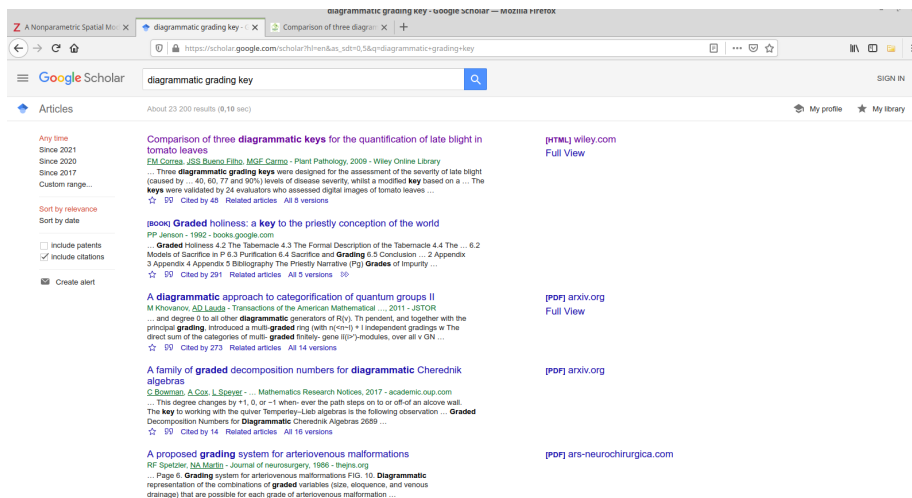 diagrammatic grading key - Google Scholar — Mozilla Firefox
A Nonparametric Spatial Mod
diagrammatic grading key - G
Comparison of three diagram
https://scholar.google.com/scholar?hl=en&as_sdt=0,5&q=diagrammatic+grading+key
Google Scholar
diagrammatic grading key
SIGN IN
Articles
About 23 200 results (0,10 sec)
My profile
My library
Any time
Since 2021
Since 2020
Since 2017
Custom range...
Sort by relevance
Sort by date
include patents
include citations
Create alert
Comparison of three diagrammatic keys for the quantification of late blight in
tomato leaves
FM Correa, JSS Bueno Filho, MGF Carmo - Plant Pathology, 2009 - Wiley Online Library
... Three diagrammatic grading keys were designed for the assessment of the severity of late blight
(caused by ... 40, 60, 77 and 90%) levels of disease severity, whilst a modified key based on a ... The
keys were validated by 24 evaluators who assessed digital images of tomato leaves ...
Cited by 48 Related articles All 8 versions
[HTML] wiley.com
Full View
[BOOK] Graded holiness: a key to the priestly conception of the world
PP Jenson - 1992 - books.google.com
... Graded Holiness 4.2 The Tabernacle 4.3 The Formal Description of the Tabernacle 4.4 The ... 6.2
Models of Sacrifice in P 6.3 Purification 6.4 Sacrifice and Grading 6.5 Conclusion ... 2 Appendix
3 Appendix 4 Appendix 5 Bibliography The Priestly Narrative (Pg) Grades of Impurity ...
Cited by 291 Related articles All 5 versions
A diagrammatic approach to categorification of quantum groups II
M Khovanov, AD Lauda - Transactions of the American Mathematical ..., 2011 - JSTOR
... and degree 0 to all other diagrammatic generators of R(v). Th pendent, and together with the
principal grading, introduced a multi-graded ring (with n(<n~l) + l independent gradings w The
direct sum of the categories of multi- graded finitely- gene Il(i>')-modules, over all v GN ...
Cited by 273 Related articles All 14 versions
[PDF] arxiv.org
Full View
A family of graded decomposition numbers for diagrammatic Cherednik
algebras
C Bowman, A Cox, L Speyer - ... Mathematics Research Notices, 2017 - academic.oup.com
... This degree changes by +1, 0, or −1 when- ever the path steps on to or off-of an alcove wall.
The key to working with the quiver Temperley–Lieb algebras is the following observation ... Graded
Decomposition Numbers for Diagrammatic Cherednik Algebras 2689 ...
Cited by 14 Related articles All 16 versions
[PDF] arxiv.org
A proposed grading system for arteriovenous malformations
RF Spetzler, NA Martin - Journal of neurosurgery, 1986 - thejns.org
... Page 6. Grading system for arteriovenous malformations FIG. 10. Diagrammatic
representation of the combinations of graded variables (size, eloquence, and venous
drainage) that are possible for each grade of arteriovenous malformation ...
[PDF] ars-neurochirurgica.com